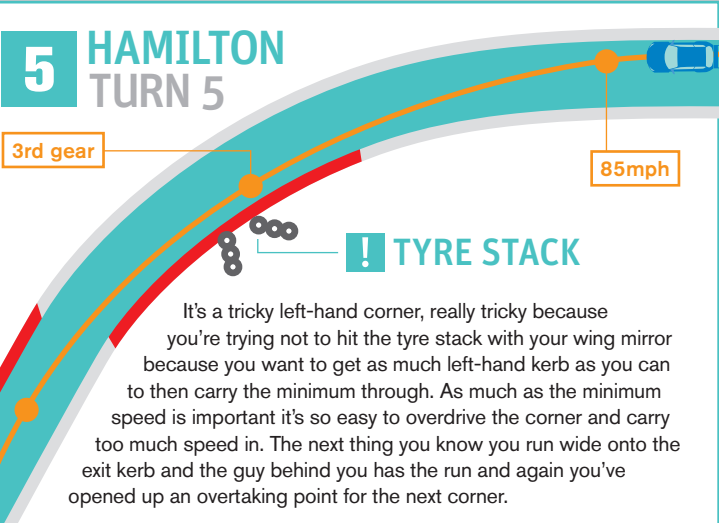 5 HAMILTON
TURN 5
3rd gear
85mph
! TYRE STACK
It's a tricky left-hand corner, really tricky because
you're trying not to hit the tyre stack with your wing mirror
because you want to get as much left-hand kerb as you can
to then carry the minimum through. As much as the minimum
speed is important it's so easy to overdrive the corner and carry
too much speed in. The next thing you know you run wide onto the
exit kerb and the guy behind you has the run and again you've
opened up an overtaking point for the next corner.